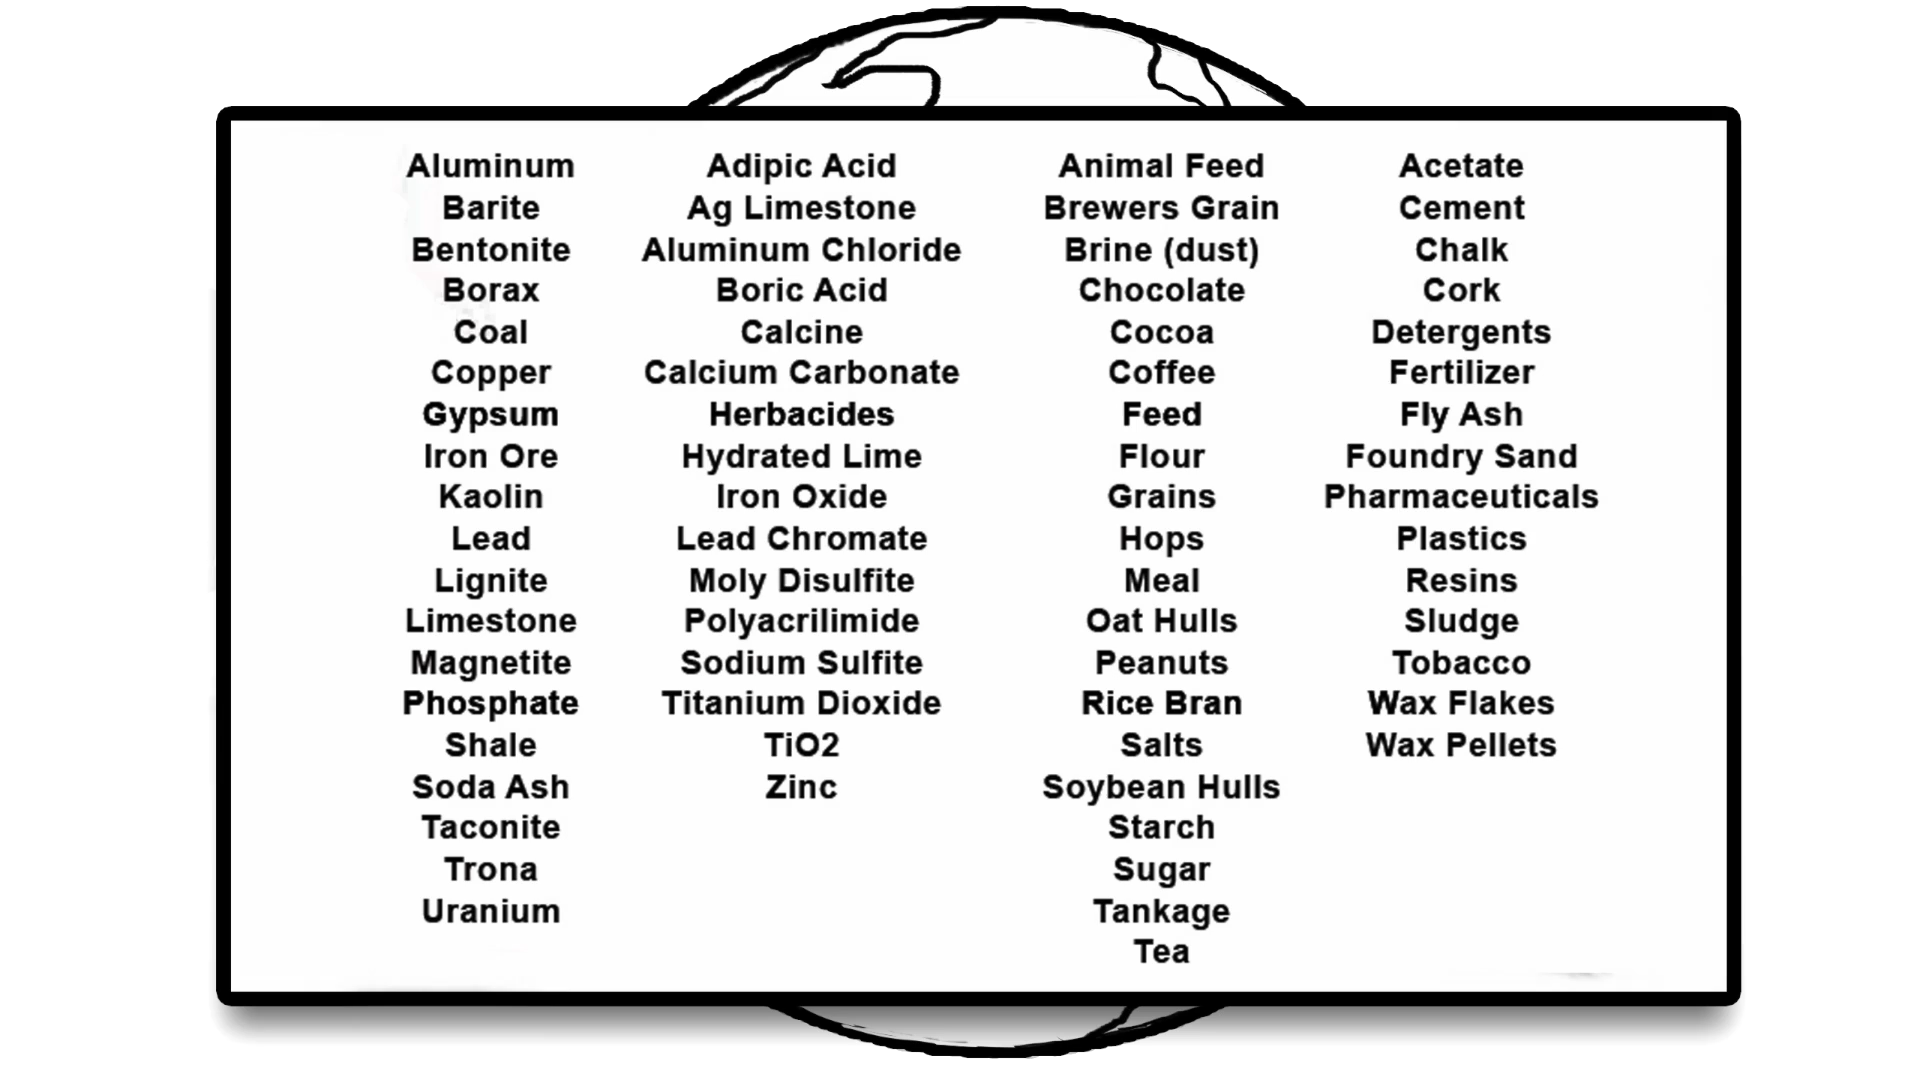 Aluminum
Barite
Bentonite
Borax
Coal
Copper
Gypsum
Iron Ore
Kaolin
Lead
Lignite
Limestone
Magnetite
Phosphate
Shale
Soda Ash
Taconite
Trona
Uranium
Adipic Acid
Ag Limestone
Aluminum Chloride
Boric Acid
Calcine
Calcium Carbonate
Herbacides
Hydrated Lime
Iron Oxide
Lead Chromate
Moly Disulfite
Polyacrilimide
Sodium Sulfite
Titanium Dioxide
TiO2
Zinc
Animal Feed
Brewers Grain
Brine (dust)
Chocolate
Cocoa
Coffee
Feed
Flour
Grains
Hops
Meal
Oat Hulls
Peanuts
Rice Bran
Salts
Soybean Hulls
Starch
Sugar
Tankage
Tea
Acetate
Cement
Chalk
Cork
Detergents
Fertilizer
Fly Ash
Foundry Sand
Pharmaceuticals
Plastics
Resins
Sludge
Tobacco
Wax Flakes
Wax Pellets